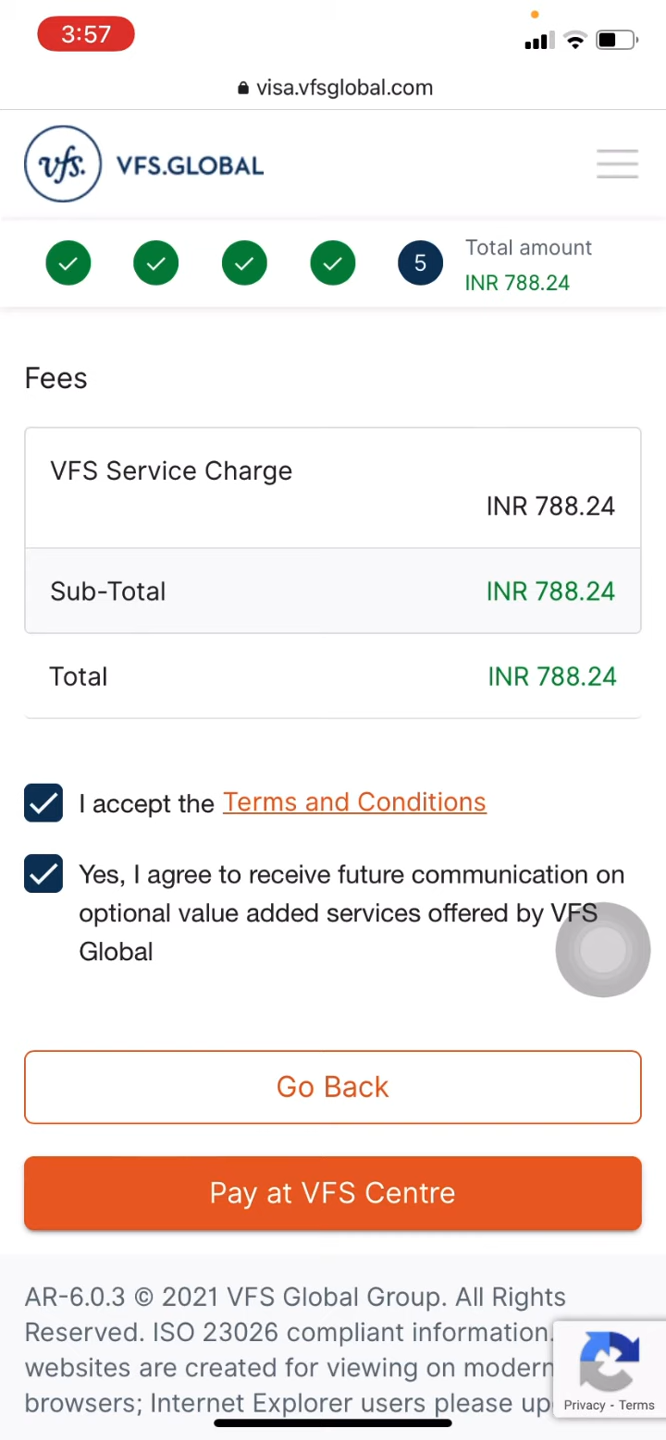 3:57
visa.vfsglobal.com
vfs. VFS.GLOBAL
Total amount
5
INR 788.24
Fees
VFS Service Charge
INR 788.24
Sub-Total INR 788.24
Total INR 788.24
I accept the Terms and Conditions
Yes, I agree to receive future communication on
optional value added services offered by VFS
Global
Go Back
Pay at VFS Centre
AR-6.0.3 © 2021 VFS Global Group. All Rights
Reserved. ISO 23026 compliant information.
websites are created for viewing on modern
browsers; Internet Explorer users please up
Privacy - Terms